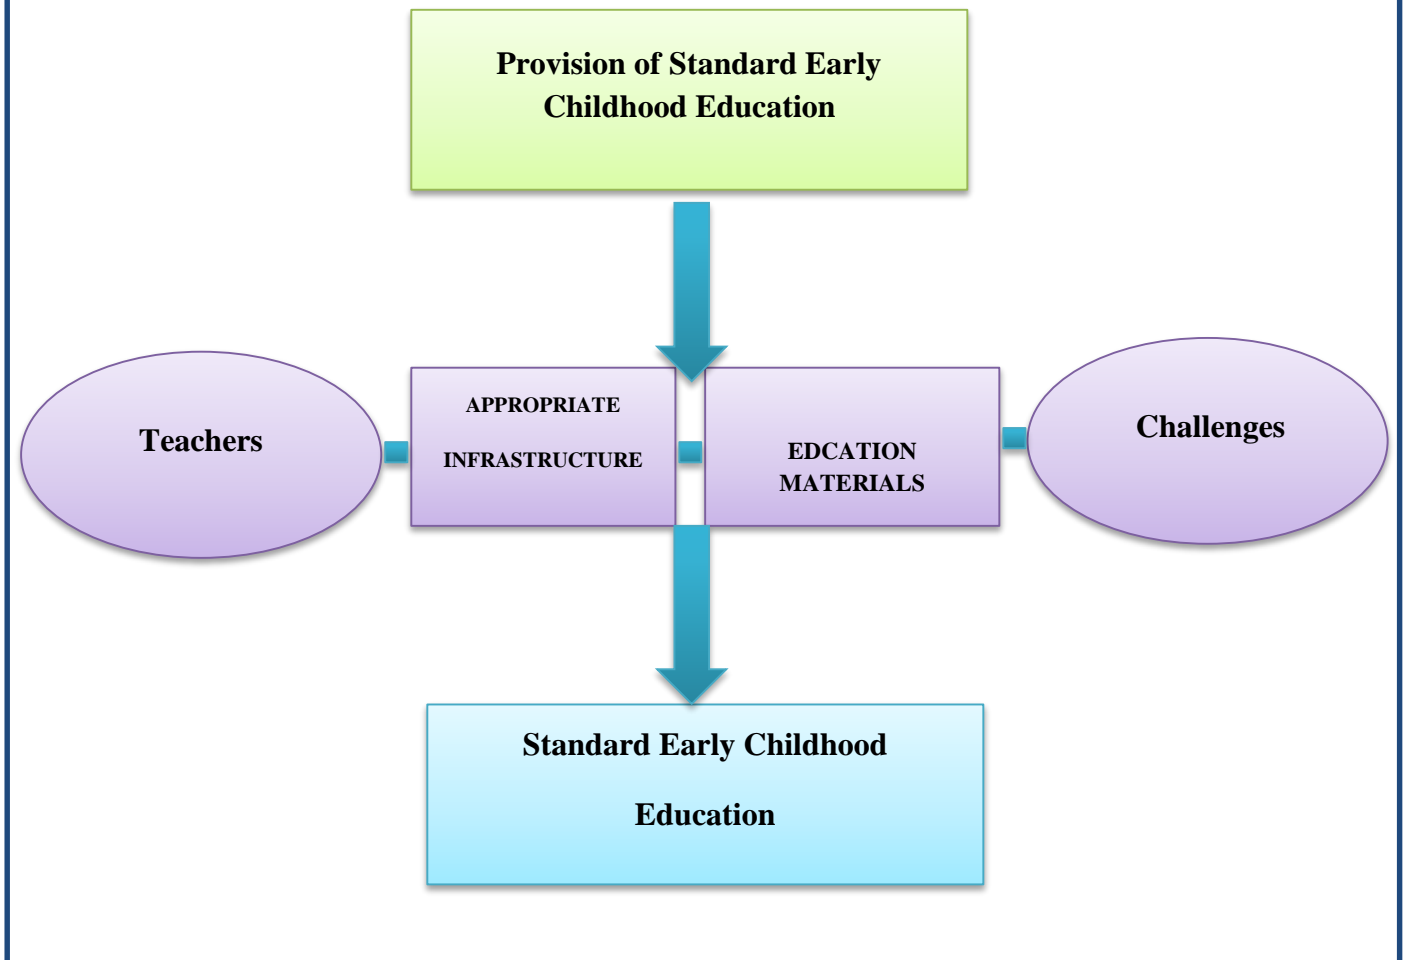 Provision of Standard Early
Childhood Education
Teachers
APPROPRIATE
INFRASTRUCTURE
EDCATION
MATERIALS
Challenges
Standard Early Childhood
Education